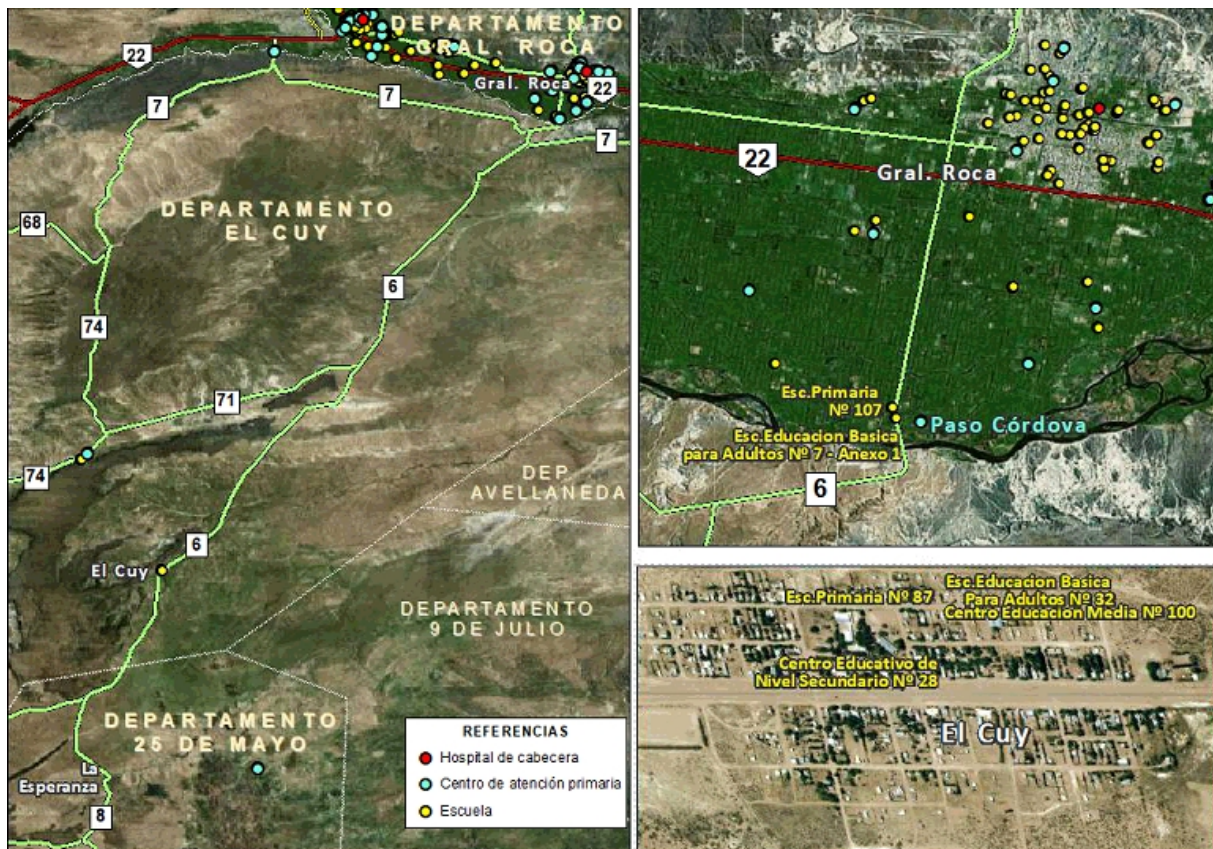 DEPARTAMENTO
GRAL. ROCA
22
Gral. Roca
22
7
7
7
DEPARTAMENTO
EL CUY
68
6
74
71
74
DEP
AVELLANEDA
6
El Cuy
DEPARTAMENTO
9 DE JULIO
DEPARTAMENTO
25 DE MAYO
La
Esperanza
8
REFERENCIAS
Hospital de cabecera
Centro de atención primaria
Escuela
22
Gral. Roca
Esc.Primaria
Nº 107
Paso Córdova
Esc.Educacion Basica
para Adultos Nº 7 - Anexo 1
6
Esc.Primaria Nº 87
Esc.Educacion Basica
Para Adultos Nº 32
Centro Educación Media Nº 100
Centro Educativo de
Nivel Secundario Nº 28
El Cuy